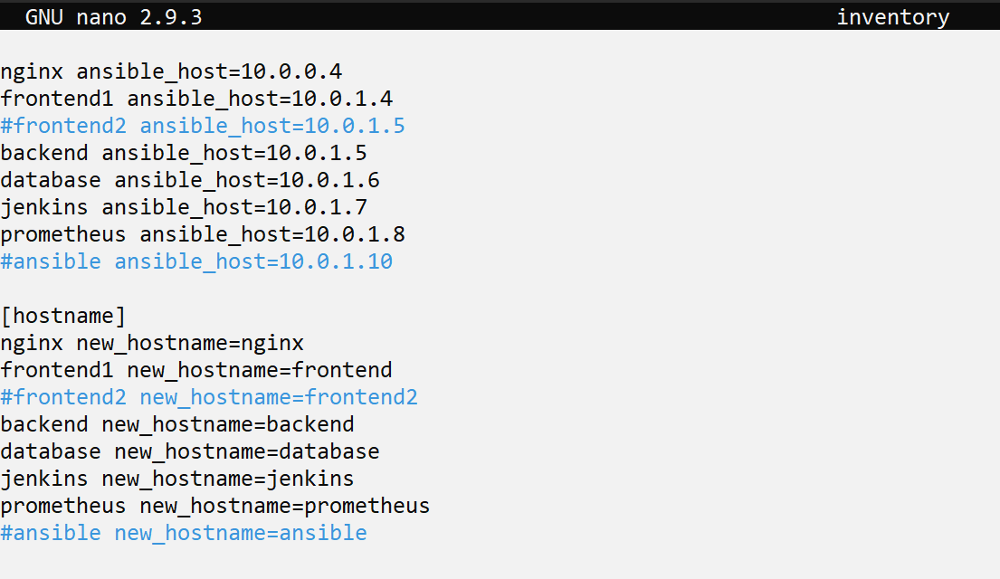 GNU nano 2.9.3 inventory
nginx ansible_host=10.0.0.4
frontend1 ansible_host=10.0.1.4
#frontend2 ansible_host=10.0.1.5
backend ansible_host=10.0.1.5
database ansible_host=10.0.1.6
jenkins ansible_host=10.0.1.7
prometheus ansible_host=10.0.1.8
#ansible ansible_host=10.0.1.10
[hostname]
nginx new_hostname=nginx
frontend1 new_hostname=frontend
#frontend2 new_hostname=frontend2
backend new_hostname=backend
database new_hostname=database
jenkins new_hostname=jenkins
prometheus new_hostname=prometheus
#ansible new_hostname=ansible